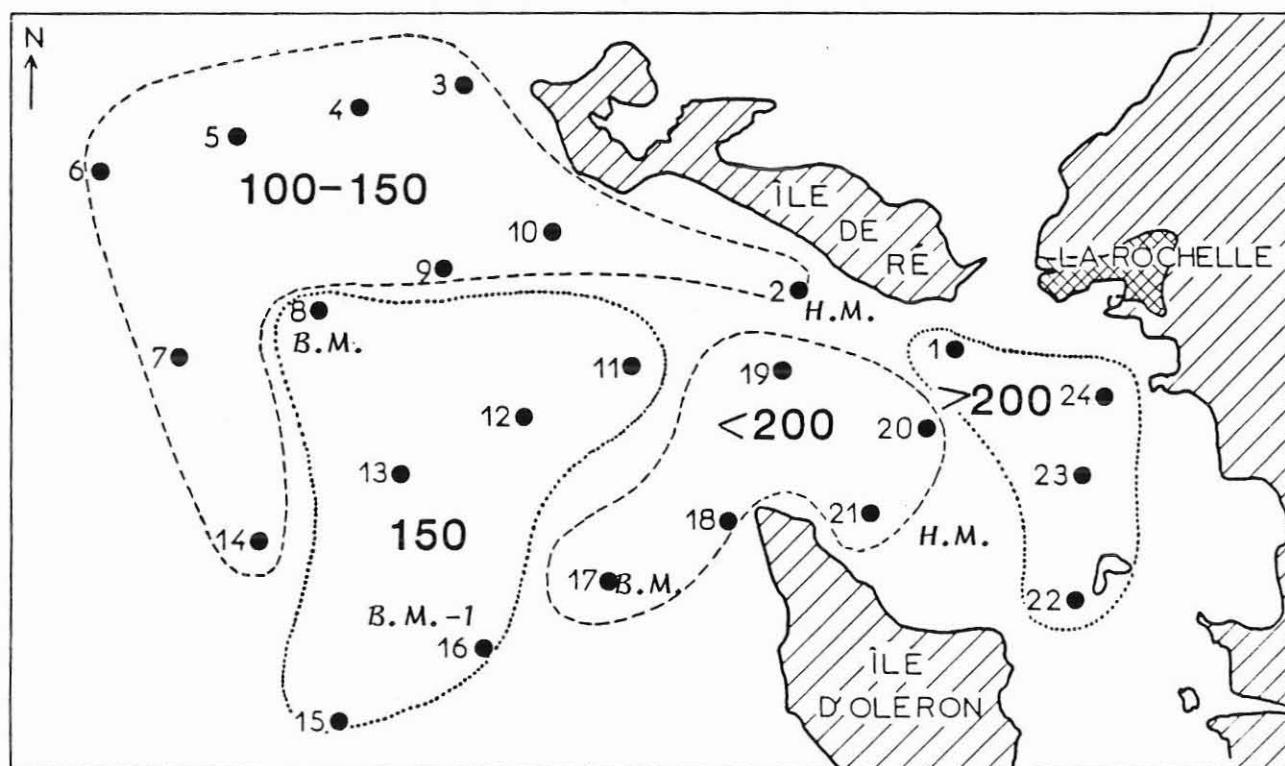 N
3
4
5
6
100-150
ÎLE
DE
RÉ
LA-ROCHELLE
10
9
2
H.M.
8
B.M.
7
1
11
19
>200
24
12
<200
20
13
23
150
21
18
H.M.
14
17
B.M.
22
B.M.-1
16
ÎLE
D'OLÉRON
15